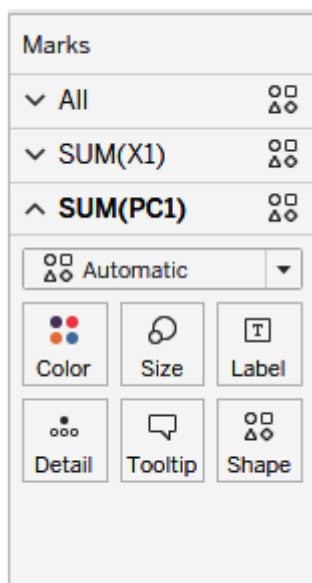 Marks
All
SUM(X1)
SUM(PC1)
Automatic
Color Size Label
Detail Tooltip Shape